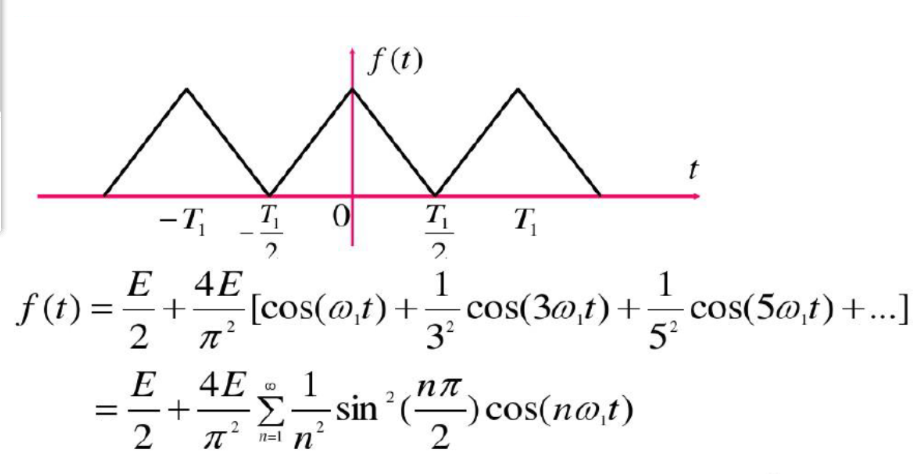 f(t)
t
−T₁ −T₁/2 0 T₁/2 T₁
f(t) = E/2 + 4E/π² [cos(ω₁t) + 1/3² cos(3ω₁t) + 1/5² cos(5ω₁t) + ...]
= E/2 + 4E/π² ∑_{n=1}^{∞} 1/n² sin²(nπ/2) cos(nω₁t)